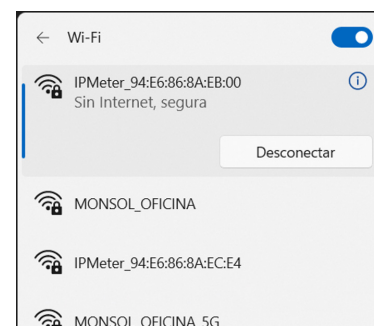 Wi-Fi
IPMeter_94:E6:86:8A:EB:00
Sin Internet, segura
Desconectar
MONSOL_OFICINA
IPMeter_94:E6:86:8A:EC:E4
MONSOL_OFICINA_5G